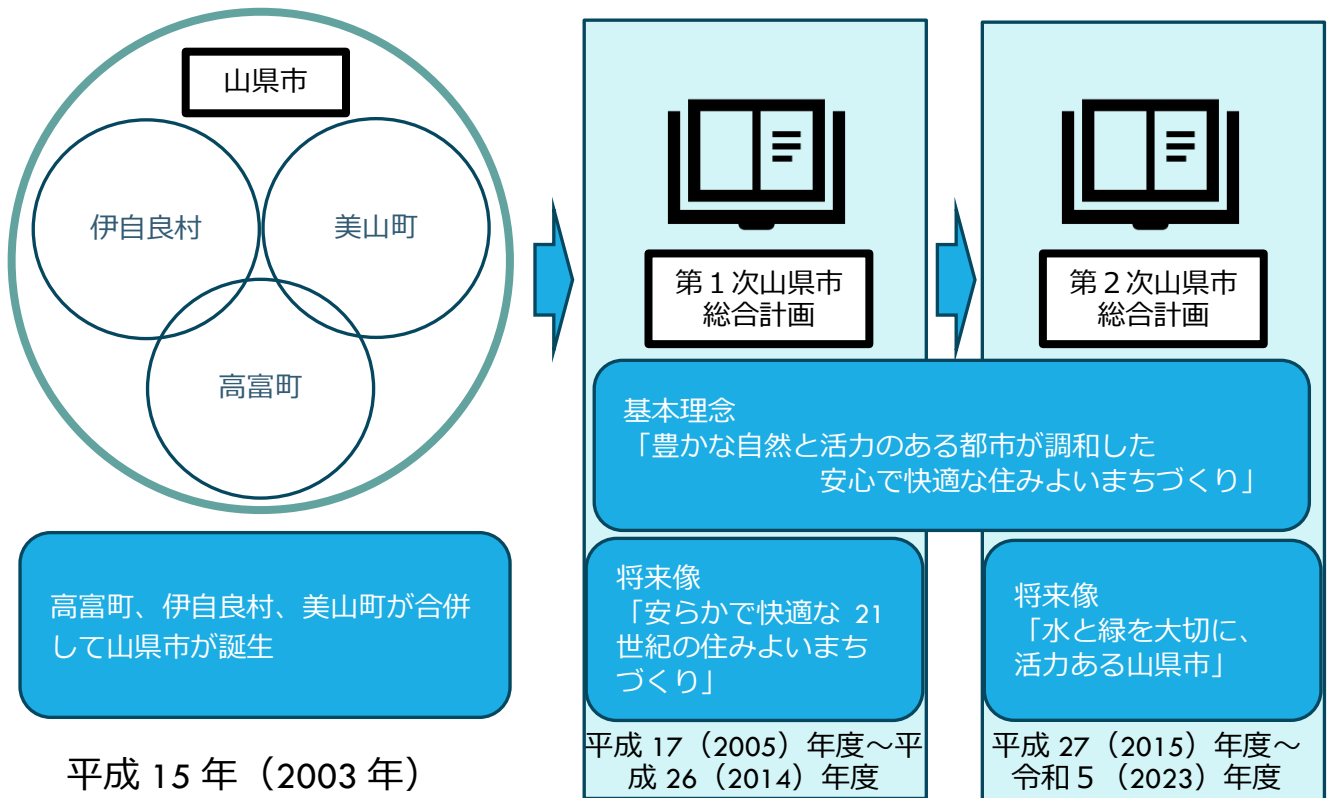 山県市
伊自良村
美山町
高富町
高富町、伊自良村、美山町が合併
して山県市が誕生
平成 15 年（2003 年）
第１次山県市
総合計画
第２次山県市
総合計画
基本理念
「豊かな自然と活力のある都市が調和した
安心で快適な住みよいまちづくり」
将来像
「安らかで快適な 21
世紀の住みよいまち
づくり」
平成 17（2005）年度～平
成 26（2014）年度
将来像
「水と緑を大切に、
活力ある山県市」
平成 27（2015）年度～
令和５（2023）年度